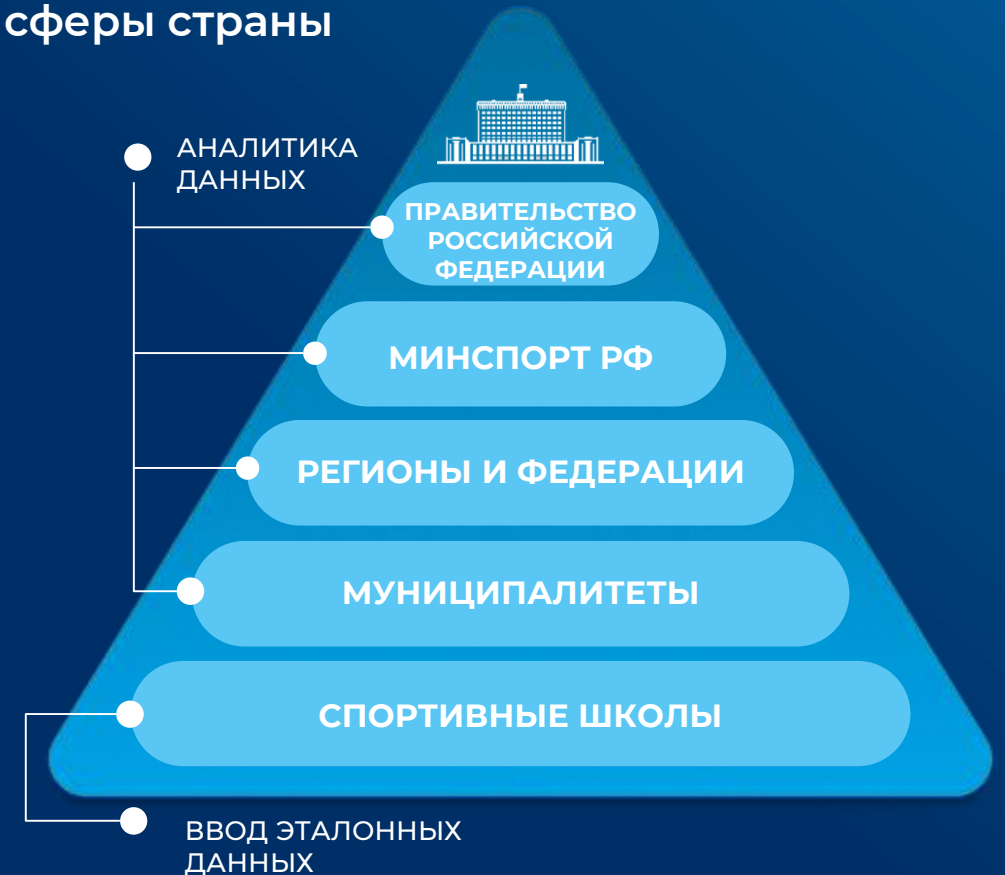 сферы страны
АНАЛИТИКА
ДАННЫХ
ПРАВИТЕЛЬСТВО
РОССИЙСКОЙ
ФЕДЕРАЦИИ
МИНСПОРТ РФ
РЕГИОНЫ И ФЕДЕРАЦИИ
МУНИЦИПАЛИТЕТЫ
СПОРТИВНЫЕ ШКОЛЫ
ВВОД ЭТАЛОННЫХ
ДАННЫХ